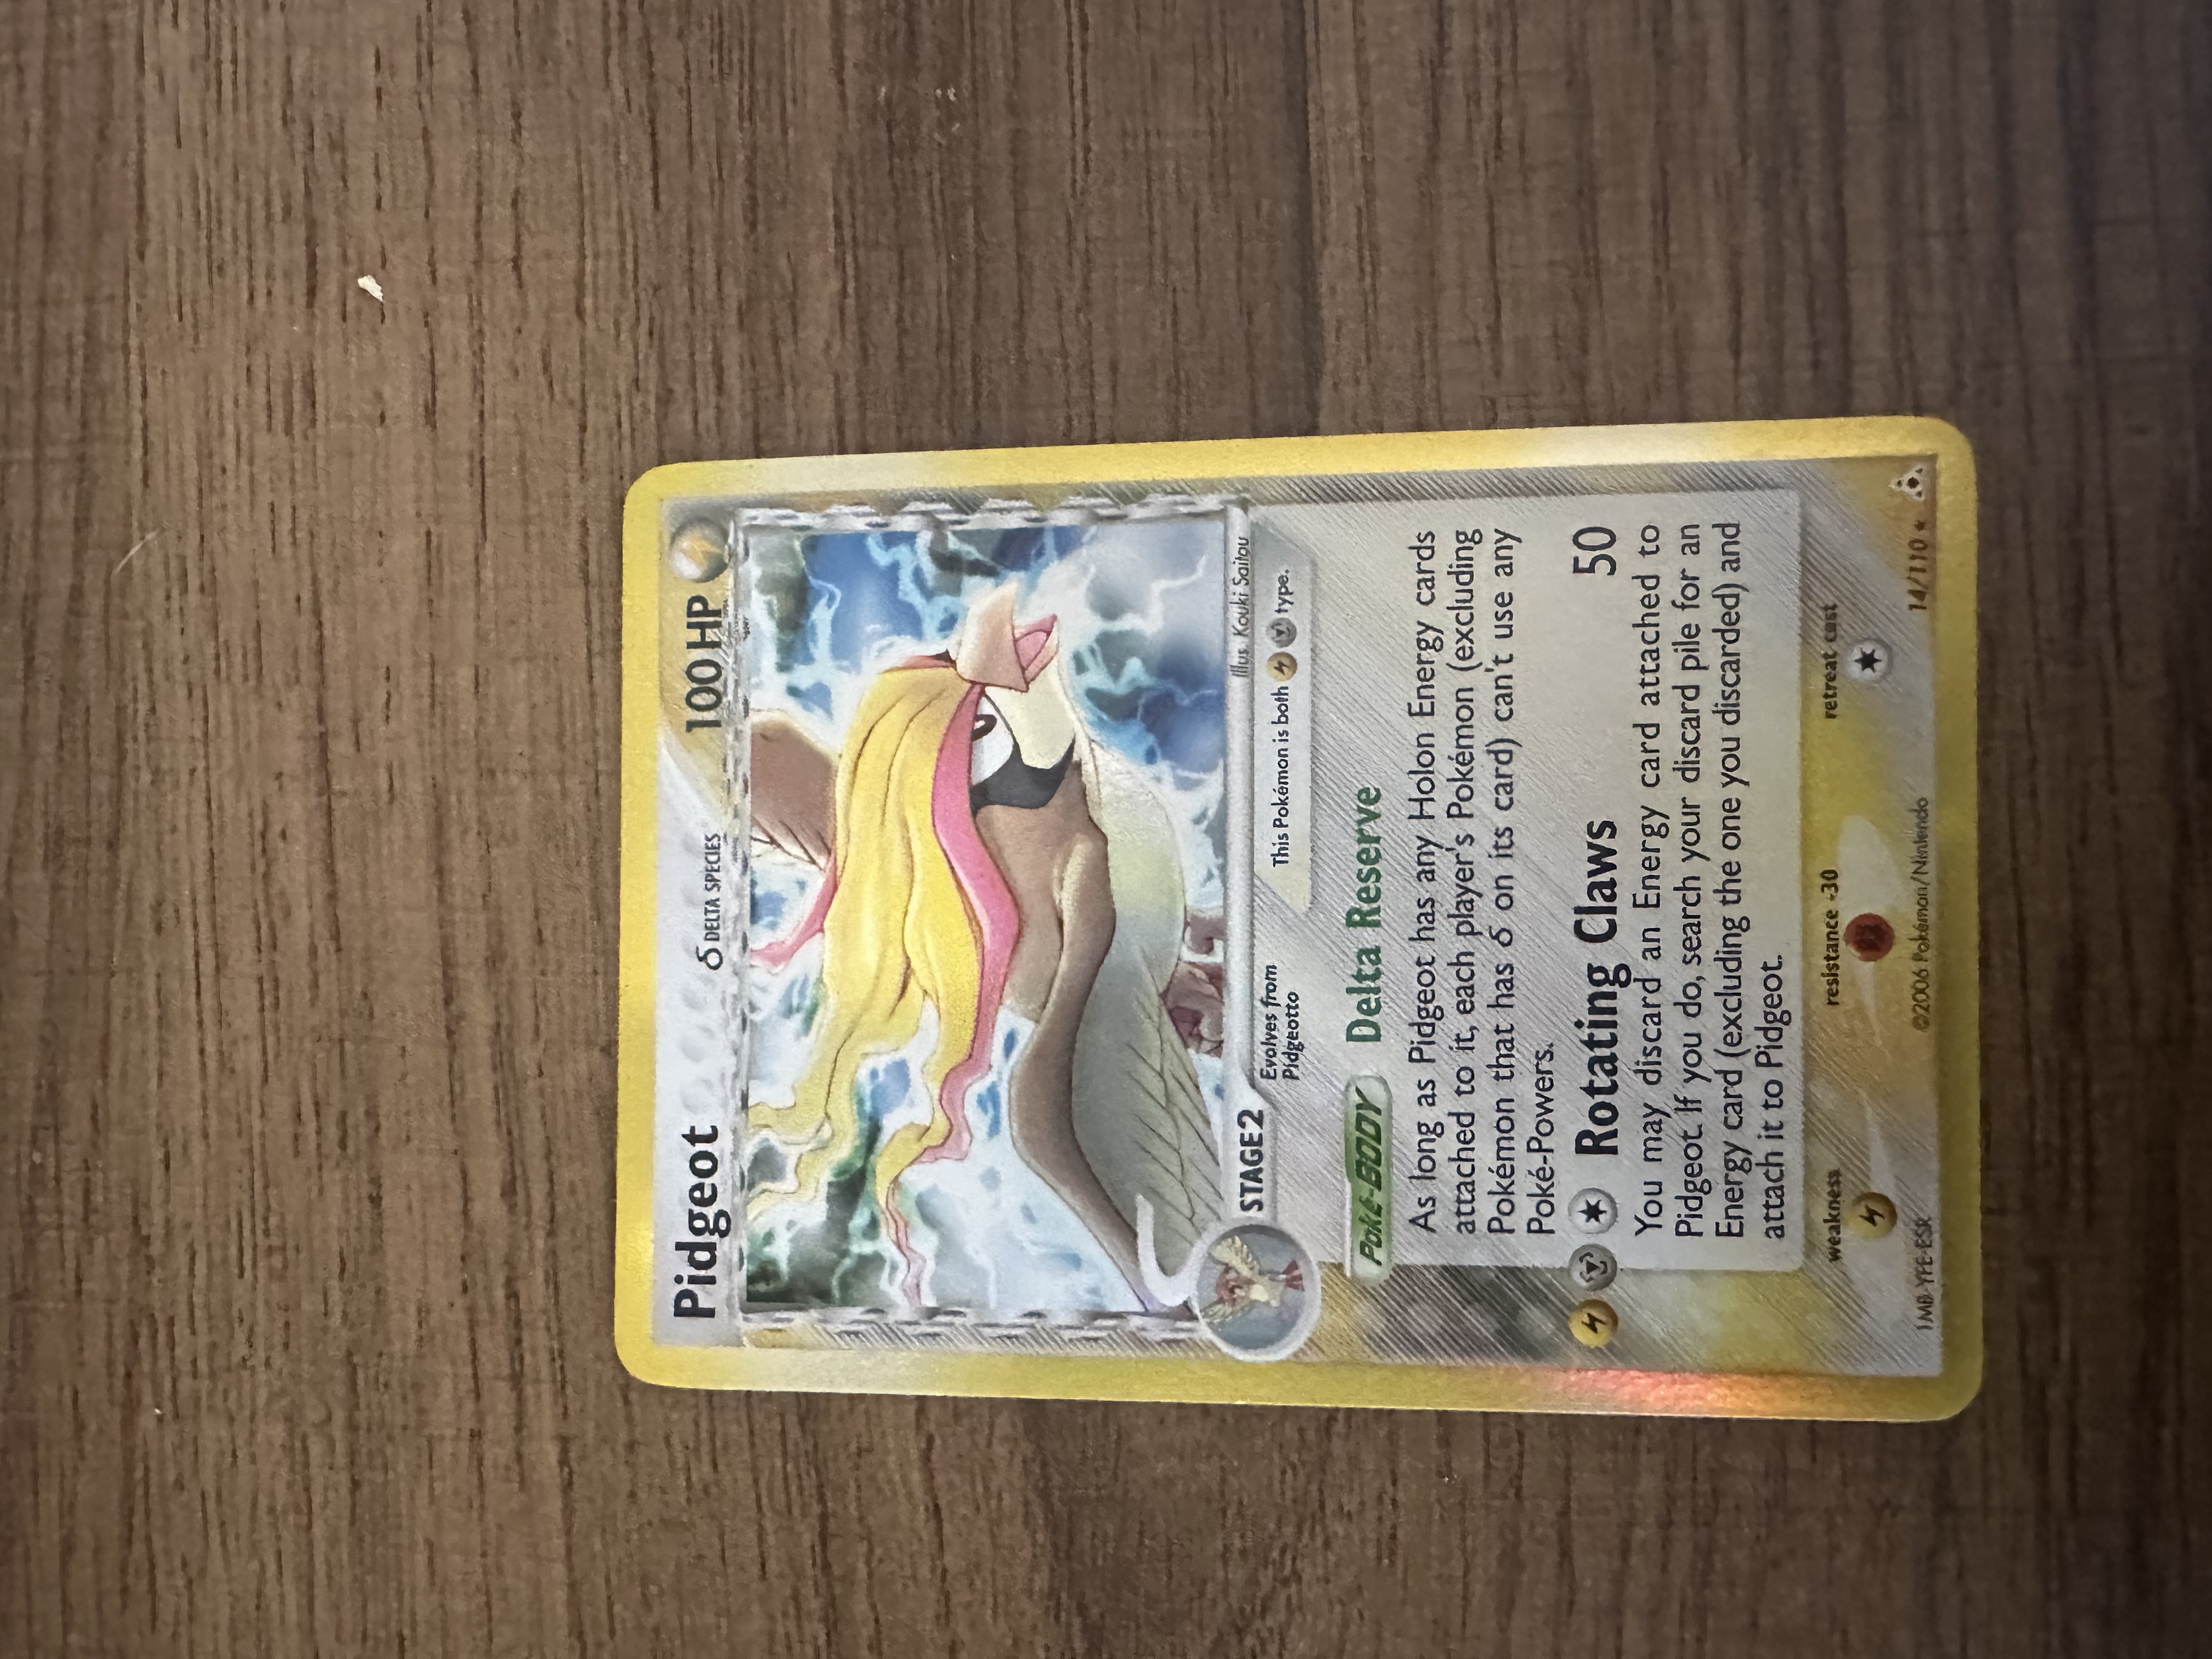 Pidgeot
δ DELTA SPECIES
100 HP
Illus. Kouki Saitou
STAGE 2
Evolves from
Pidgeotto
This Pokémon is both type.
Poké-BODY Delta Reserve
As long as Pidgeot has any Holon Energy cards
attached to it, each player's Pokémon (excluding
Pokémon that has δ on its card) can't use any
Poké-Powers.
Rotating Claws 50
You may discard an Energy card attached to
Pidgeot. If you do, search your discard pile for an
Energy card (excluding the one you discarded) and
attach it to Pidgeot.
weakness
resistance -30
retreat cost
©2006 Pokémon/Nintendo
14/110 ★